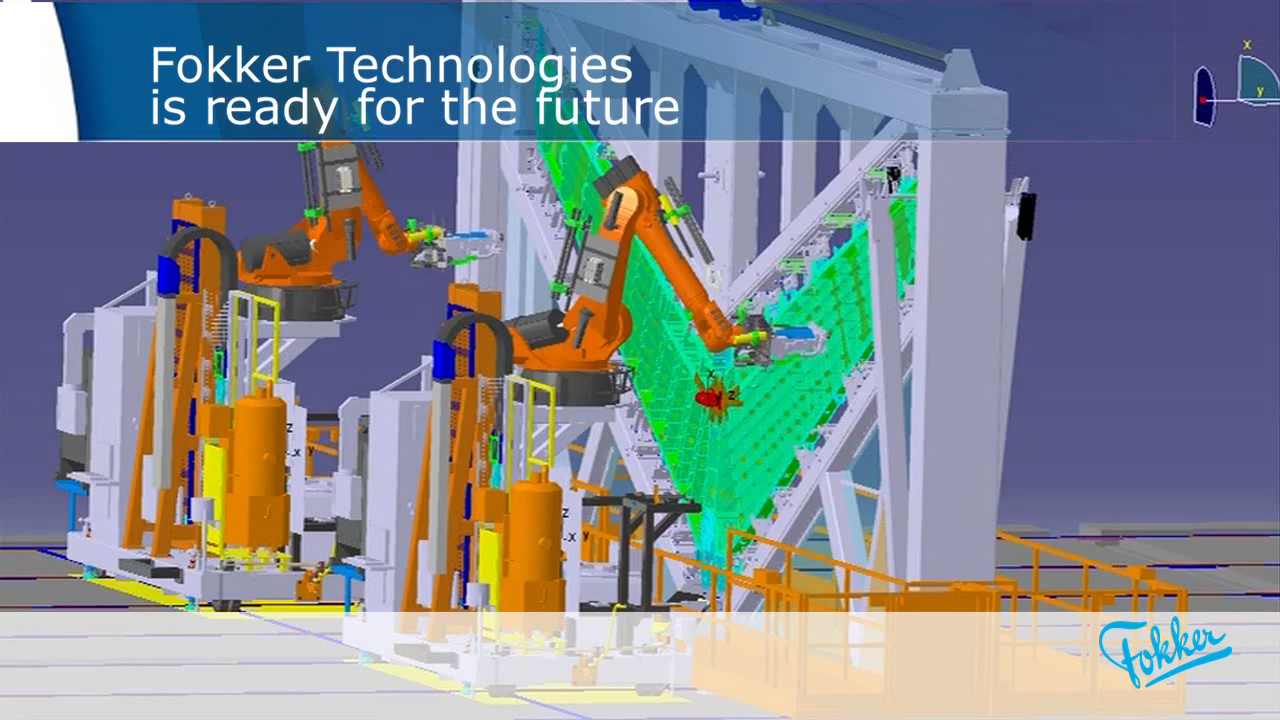 Fokker Technologies
is ready for the future
x
y
x
z
z
-x y
z
-x y
Fokker